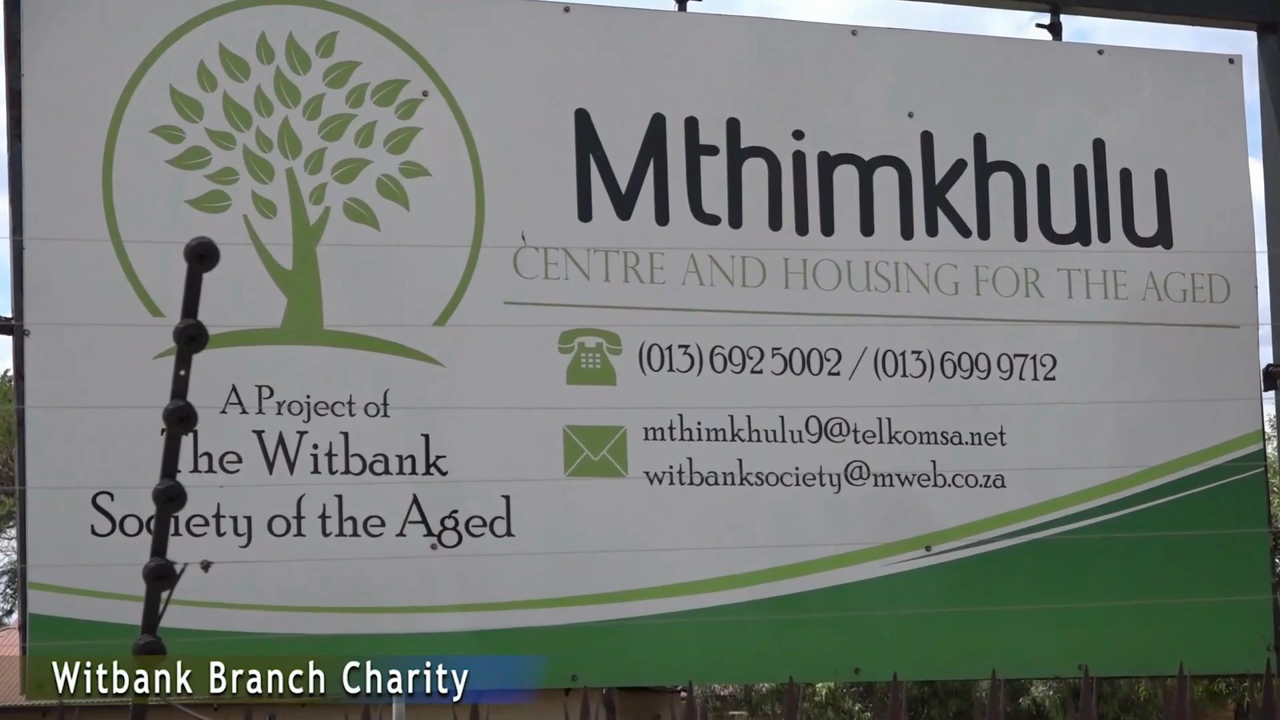 Mthimkhulu
CENTRE AND HOUSING FOR THE AGED
(013) 692 5002 / (013) 699 9712
mthimkhulu9@telkomsa.net
witbanksociety@mweb.co.za
A Project of
The Witbank
Society of the Aged
Witbank Branch Charity